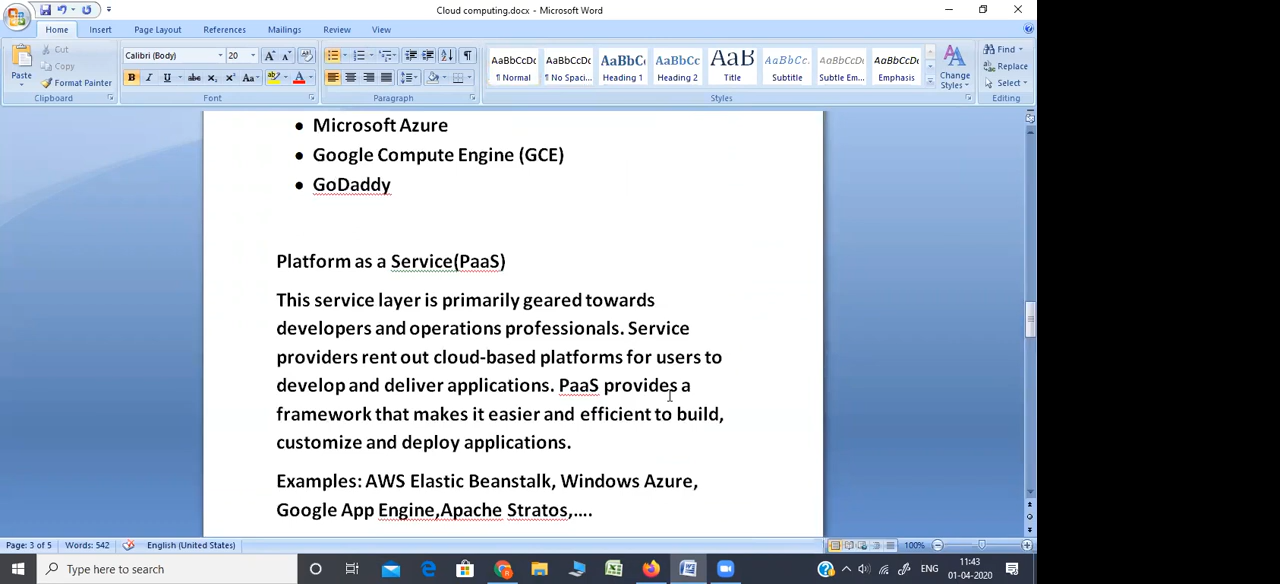 Cloud computing.docx - Microsoft Word
Home Insert Page Layout References Mailings Review View
Paste
Cut
Copy
Format Painter
Clipboard
Calibri (Body) 20
Font
Paragraph
AaBbCcDc AaBbCcDc AaBbC AaBbCc AaB AaBbCc AaBbCcDc AaBbCcDc
¶ Normal ¶ No Spaci... Heading 1 Heading 2 Title Subtitle Subtle Em... Emphasis
Change Styles
Styles
Find
Replace
Select
Editing
• Microsoft Azure
• Google Compute Engine (GCE)
• GoDaddy
Platform as a Service(PaaS)
This service layer is primarily geared towards
developers and operations professionals. Service
providers rent out cloud-based platforms for users to
develop and deliver applications. PaaS provides a
framework that makes it easier and efficient to build,
customize and deploy applications.
Examples: AWS Elastic Beanstalk, Windows Azure,
Google App Engine,Apache Stratos,....
Page: 3 of 5 Words: 542 English (United States) 100%
Type here to search
ENG
11:43
01-04-2020